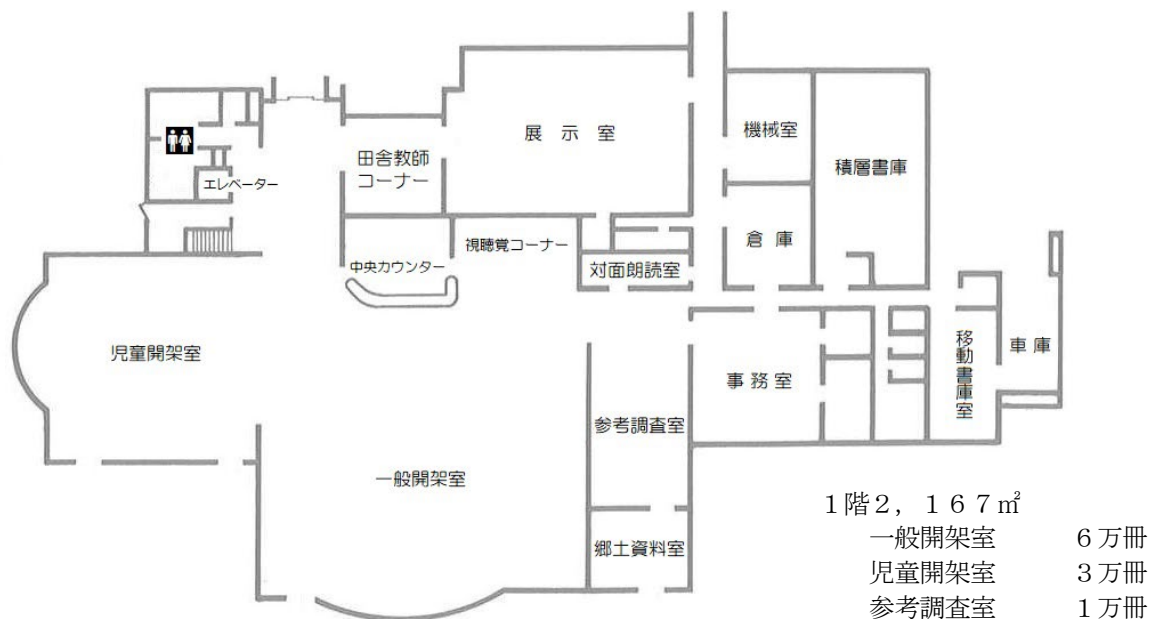 展 示 室
機械室
田舎教師
コーナー
積層書庫
エレベーター
倉 庫
視聴覚コーナー
中央カウンター
対面朗読室
児童開架室
事 務 室
移動書庫室
車 庫
参考調査室
一般開架室
郷土資料室
1階2,167㎡
一般開架室 6万冊
児童開架室 3万冊
参考調査室 1万冊